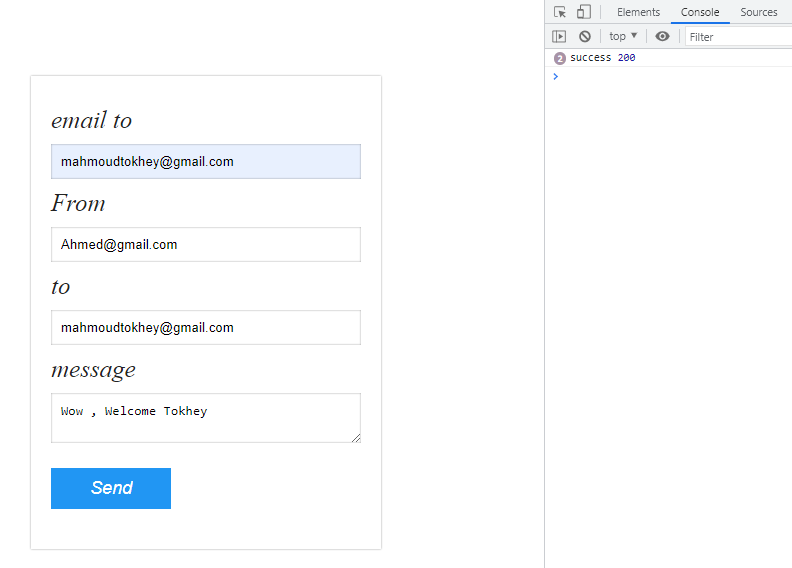 Elements Console Sources
top ▼ Filter
2 success 200
>
email to
mahmoudtokhey@gmail.com
From
Ahmed@gmail.com
to
mahmoudtokhey@gmail.com
message
Wow , Welcome Tokhey
Send